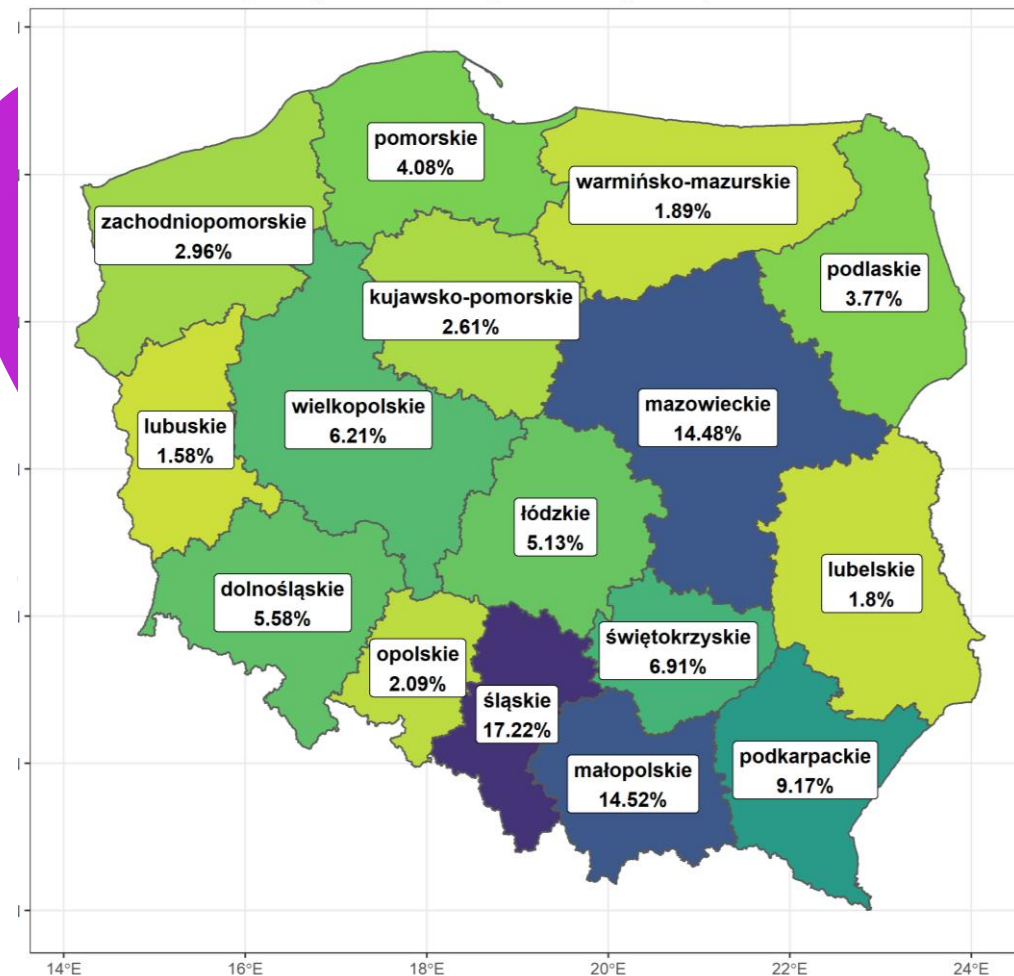 pomorskie
4.08%
warmińsko-mazurskie
1.89%
zachodniopomorskie
2.96%
podlaskie
3.77%
kujawsko-pomorskie
2.61%
wielkopolskie
6.21%
mazowieckie
14.48%
lubuskie
1.58%
łódzkie
5.13%
lubelskie
1.8%
dolnośląskie
5.58%
świętokrzyskie
6.91%
opolskie
2.09%
śląskie
17.22%
podkarpackie
9.17%
małopolskie
14.52%
14°E 16°E 18°E 20°E 22°E 24°E